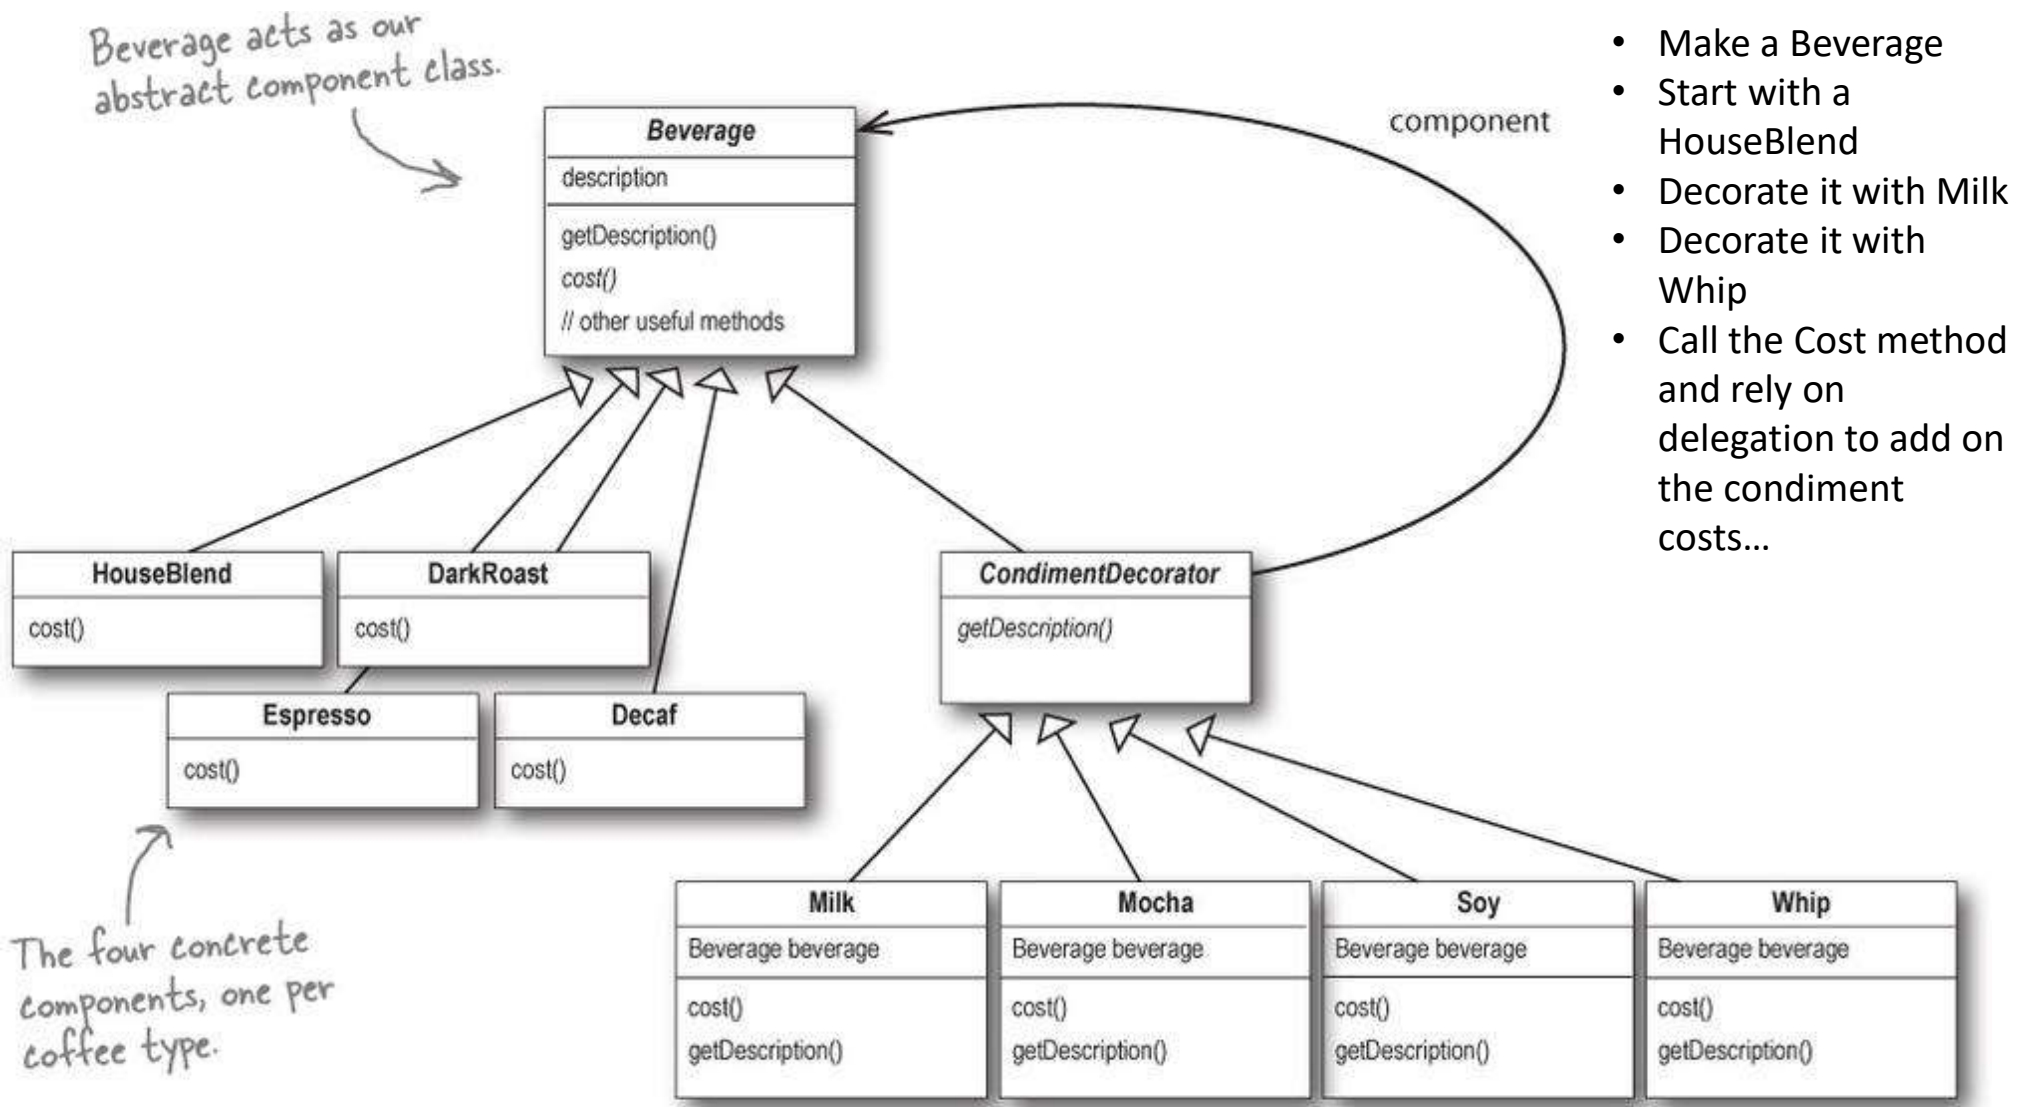 Beverage acts as our
abstract component class.
Beverage
description
getDescription()
cost()
// other useful methods
component
• Make a Beverage
• Start with a
HouseBlend
• Decorate it with Milk
• Decorate it with
Whip
• Call the Cost method
and rely on
delegation to add on
the condiment
costs…
HouseBlend
cost()
DarkRoast
cost()
CondimentDecorator
getDescription()
Espresso
cost()
Decaf
cost()
The four concrete
components, one per
coffee type.
Milk
Beverage beverage
cost()
getDescription()
Mocha
Beverage beverage
cost()
getDescription()
Soy
Beverage beverage
cost()
getDescription()
Whip
Beverage beverage
cost()
getDescription()